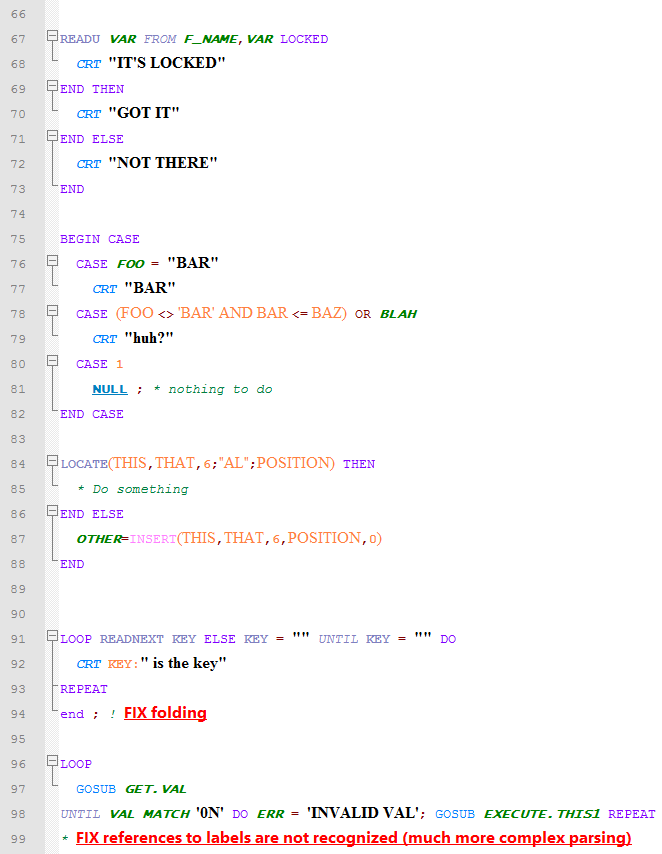 66
67 READU VAR FROM F_NAME,VAR LOCKED
68 CRT "IT'S LOCKED"
69 END THEN
70 CRT "GOT IT"
71 END ELSE
72 CRT "NOT THERE"
73 END
74
75 BEGIN CASE
76 CASE FOO = "BAR"
77 CRT "BAR"
78 CASE (FOO <> 'BAR' AND BAR <= BAZ) OR BLAH
79 CRT "huh?"
80 CASE 1
81 NULL ; * nothing to do
82 END CASE
83
84 LOCATE(THIS,THAT,6;"AL";POSITION) THEN
85 * Do something
86 END ELSE
87 OTHER=INSERT(THIS,THAT,6,POSITION,0)
88 END
89
90
91 LOOP READNEXT KEY ELSE KEY = "" UNTIL KEY = "" DO
92 CRT KEY:" is the key"
93 REPEAT
94 end ; ! FIX folding
95
96 LOOP
97 GOSUB GET.VAL
98 UNTIL VAL MATCH '0N' DO ERR = 'INVALID VAL'; GOSUB EXECUTE.THIS1 REPEAT
99 * FIX references to labels are not recognized (much more complex parsing)